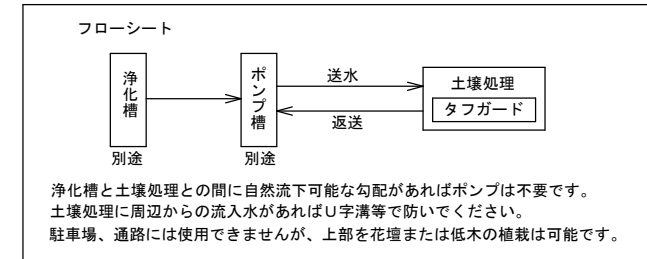 フローシート
浄化槽
ポンプ槽
送水
返送
土壌処理
タフガード
別途
別途
浄化槽と土壌処理との間に自然流下可能な勾配があればポンプは不要です。
土壌処理に周辺からの流入水があればU字溝等で防いでください。
駐車場、通路には使用できませんが、上部を花壇または低木の植栽は可能です。